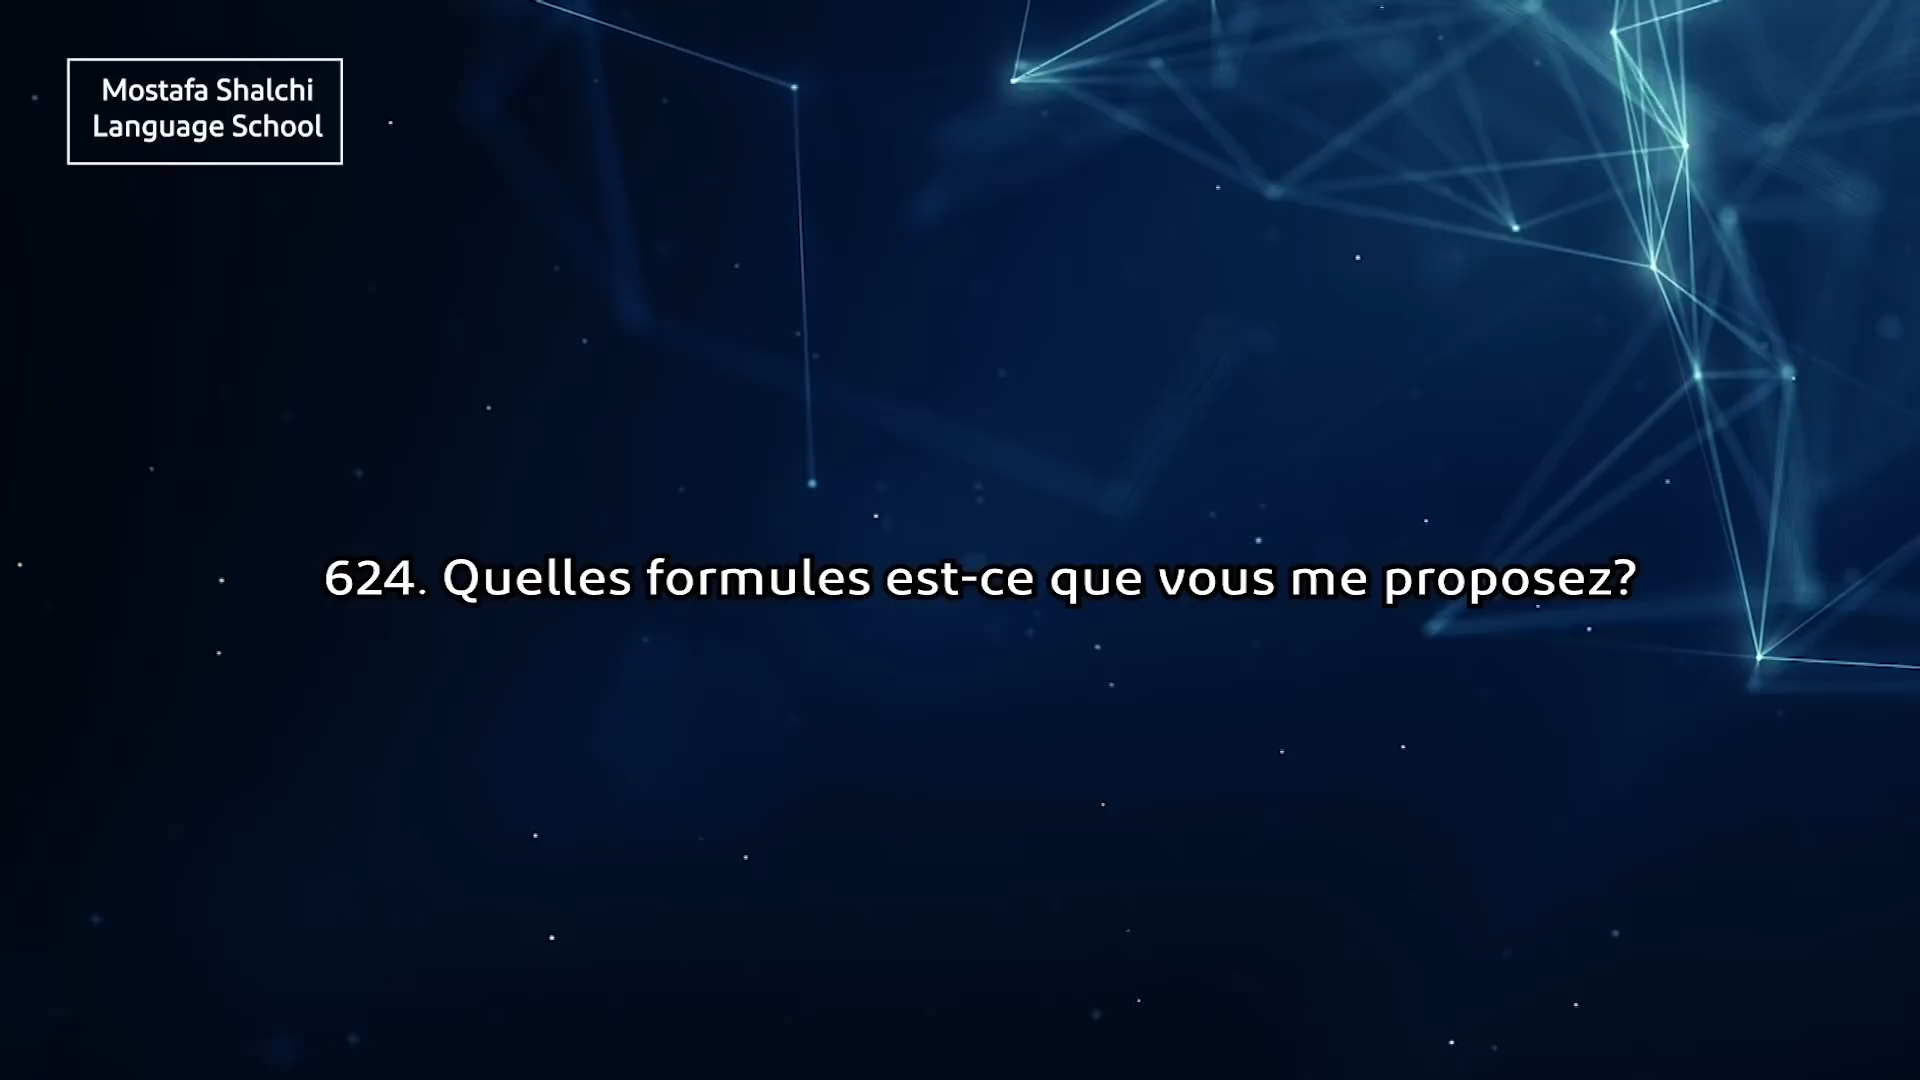 Mostafa Shalchi
Language School
624. Quelles formules est-ce que vous me proposez?